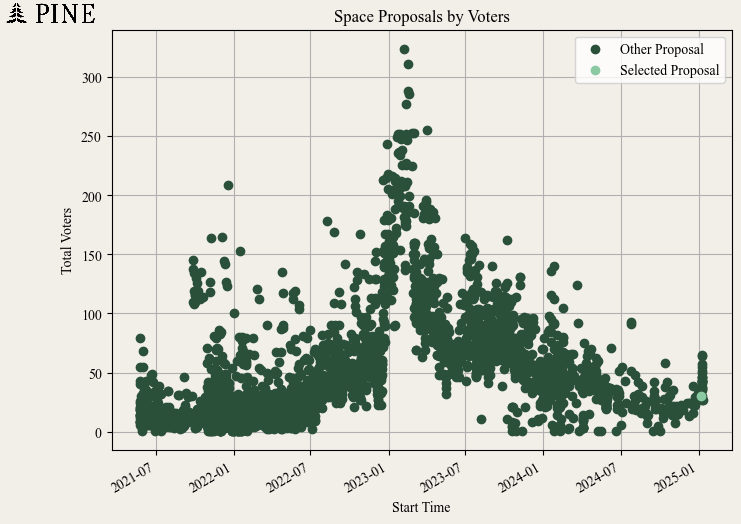 PINE
Space Proposals by Voters
Other Proposal
Selected Proposal
300
250
200
150
100
50
0
Total Voters
2021-07
2022-01
2022-07
2023-01
2023-07
2024-01
2024-07
2025-01
Start Time